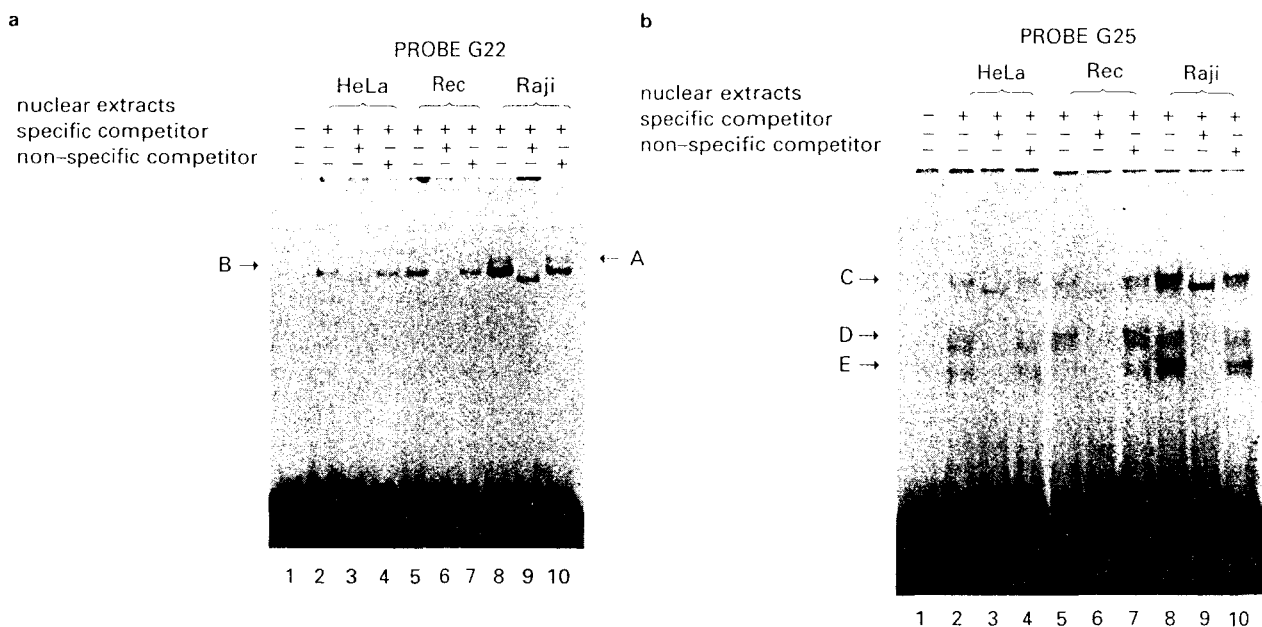 a
PROBE G22
HeLa Rec Raji
nuclear extracts
specific competitor − + + + + + + + + +
non-specific competitor − − + − − + − − + −
− − − + − − + − − +
B → ← A
1 2 3 4 5 6 7 8 9 10
b
PROBE G25
HeLa Rec Raji
nuclear extracts
specific competitor − + + + + + + + + +
non-specific competitor − − + − − + − − + −
− − − + − − + − − +
C →
D →
E →
1 2 3 4 5 6 7 8 9 10